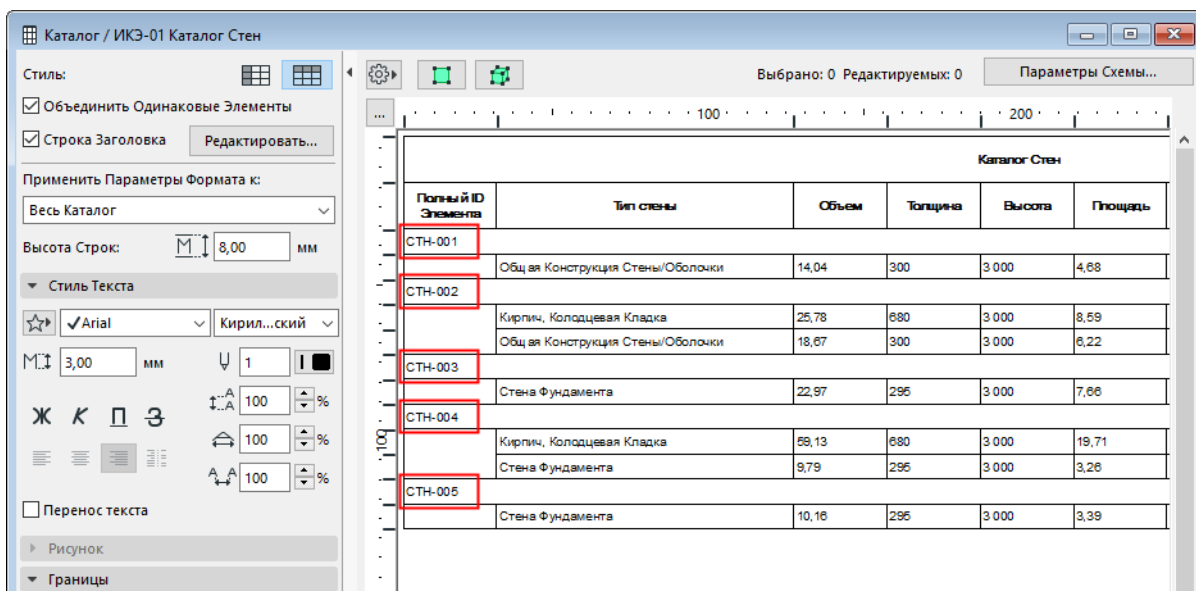 Каталог / ИКЭ-01 Каталог Стен
Стиль:
Объединить Одинаковые Элементы
Строка Заголовка Редактировать...
Применить Параметры Формата к:
Весь Каталог
Высота Строк: M 8,00 мм
Стиль Текста
Arial Кирил...ский
M 3,00 мм 1
Ж К П З
A A 100 %
100 %
A A 100 %
Перенос текста
Рисунок
Границы
Выбрано: 0 Редактируемых: 0 Параметры Схемы...
... 100 200
100
Каталог Стен
Полный ID Элемента Тип стены Объем Толщина Высота Площадь
СТН-001
Общая Конструкция Стены/Оболочки 14,04 300 3 000 4,68
СТН-002
Кирпич, Колодцевая Кладка 25,78 680 3 000 8,59
Общая Конструкция Стены/Оболочки 18,67 300 3 000 6,22
СТН-003
Стена Фундамента 22,97 295 3 000 7,66
СТН-004
Кирпич, Колодцевая Кладка 59,13 680 3 000 19,71
Стена Фундамента 9,79 295 3 000 3,26
СТН-005
Стена Фундамента 10,16 295 3 000 3,39